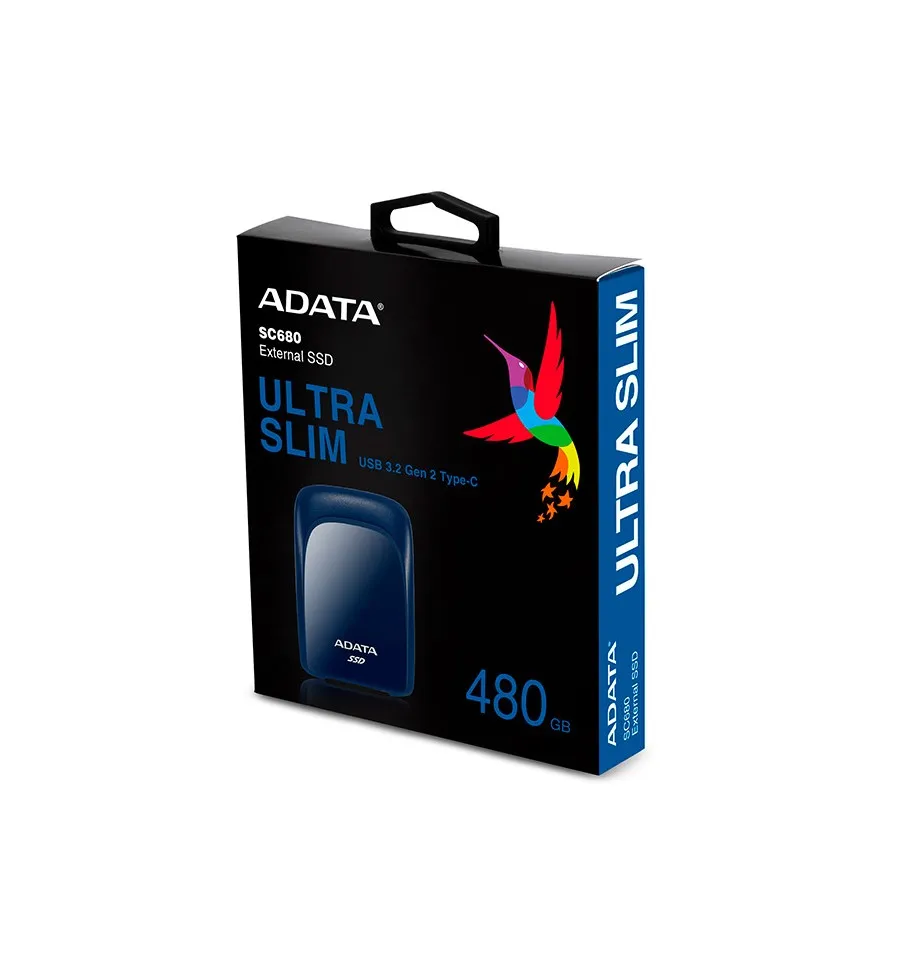 ADATA®
SC680
External SSD
ULTRA
SLIM
USB 3.2 Gen 2 Type-C
ADATA
SSD
480 GB
ULTRA SLIM
ADATA
SC680
External SSD